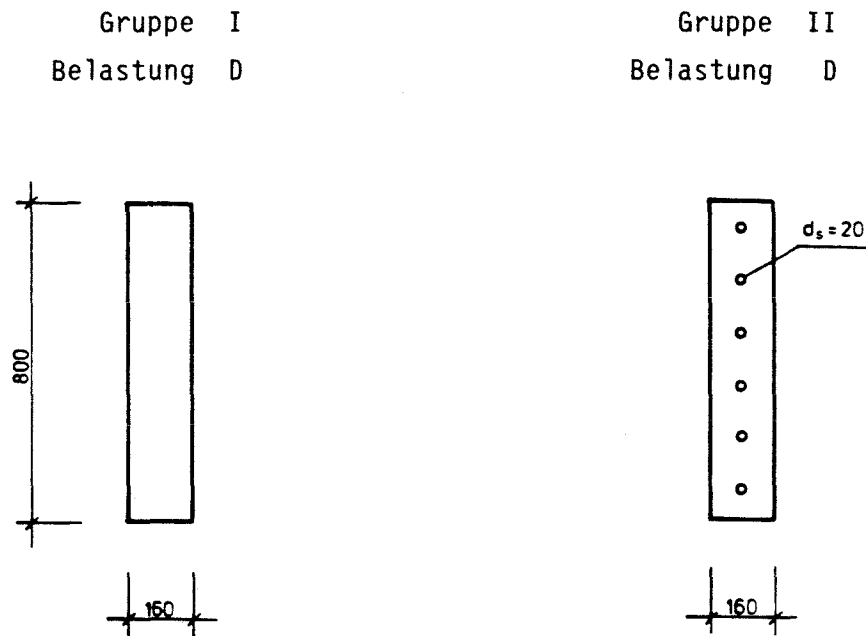 Gruppe I
Belastung D
Gruppe II
Belastung D
800
d_s=20
160
160